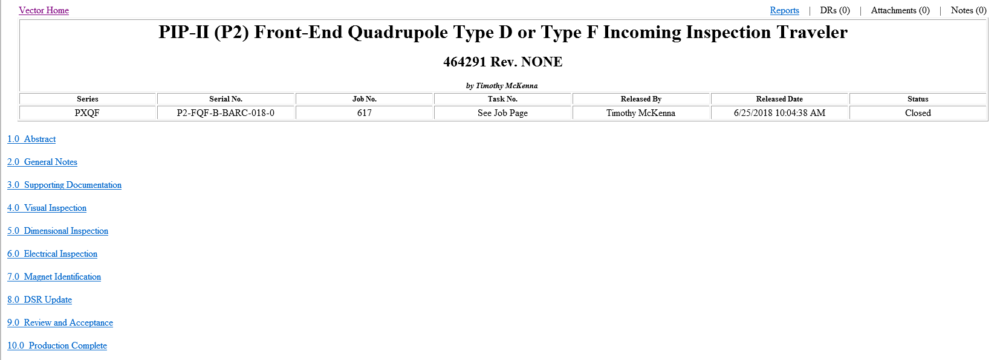 Vector Home Reports | DRs (0) | Attachments (0) | Notes (0)
PIP-II (P2) Front-End Quadrupole Type D or Type F Incoming Inspection Traveler
464291 Rev. NONE
by Timothy McKenna
Series Serial No. Job No. Task No. Released By Released Date Status
PXQF P2-FQF-B-BARC-018-0 617 See Job Page Timothy McKenna 6/25/2018 10:04:38 AM Closed
1.0 Abstract
2.0 General Notes
3.0 Supporting Documentation
4.0 Visual Inspection
5.0 Dimensional Inspection
6.0 Electrical Inspection
7.0 Magnet Identification
8.0 DSR Update
9.0 Review and Acceptance
10.0 Production Complete